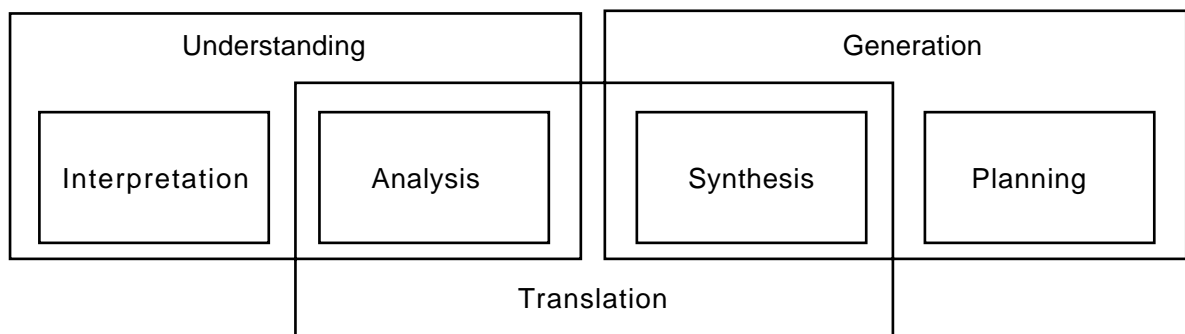 Understanding
Generation
Interpretation
Analysis
Synthesis
Planning
Translation